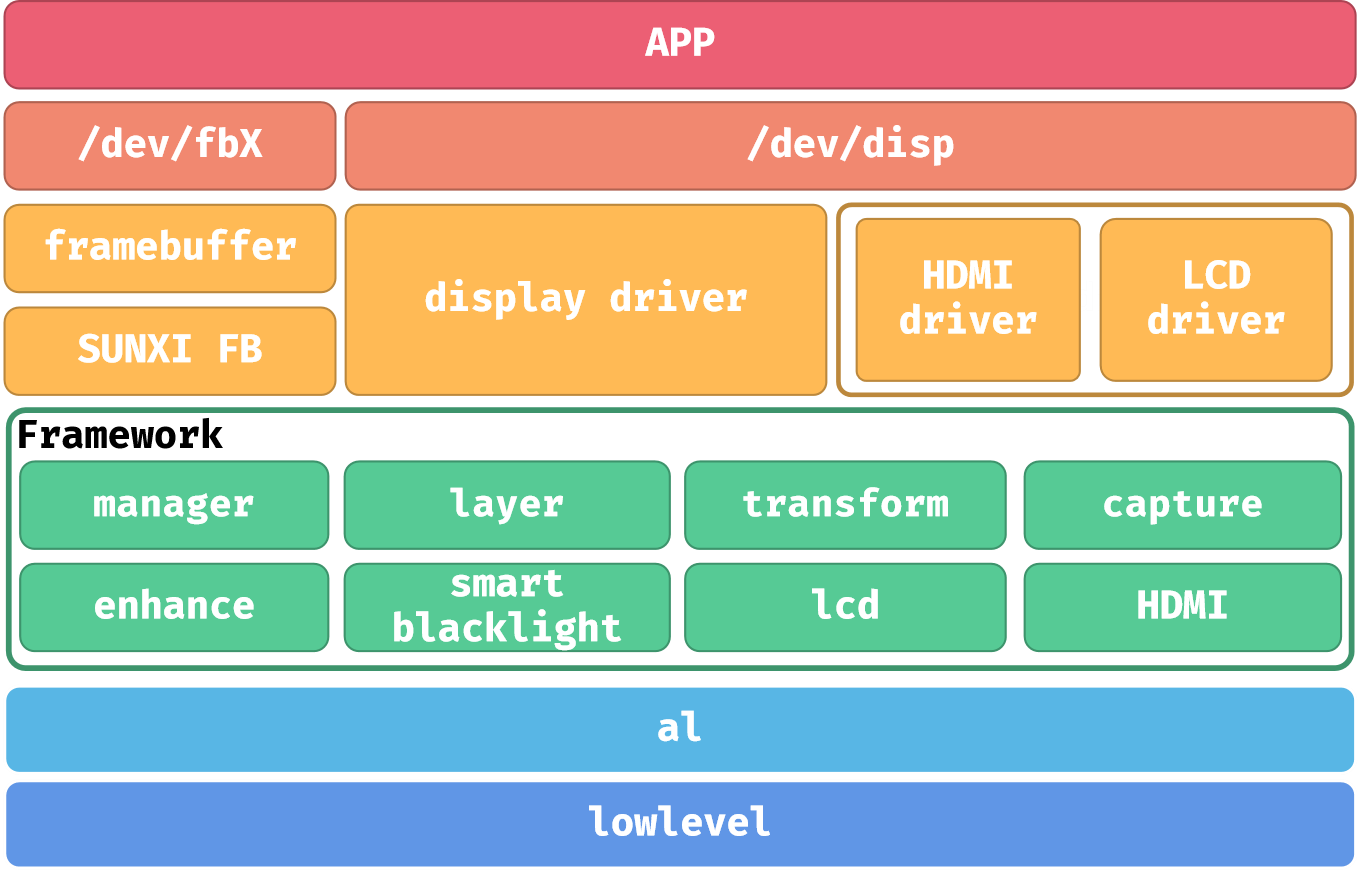 APP
/dev/fbX
/dev/disp
framebuffer
SUNXI FB
display driver
HDMI
driver
LCD
driver
Framework
manager
layer
transform
capture
enhance
smart
blacklight
lcd
HDMI
al
lowlevel